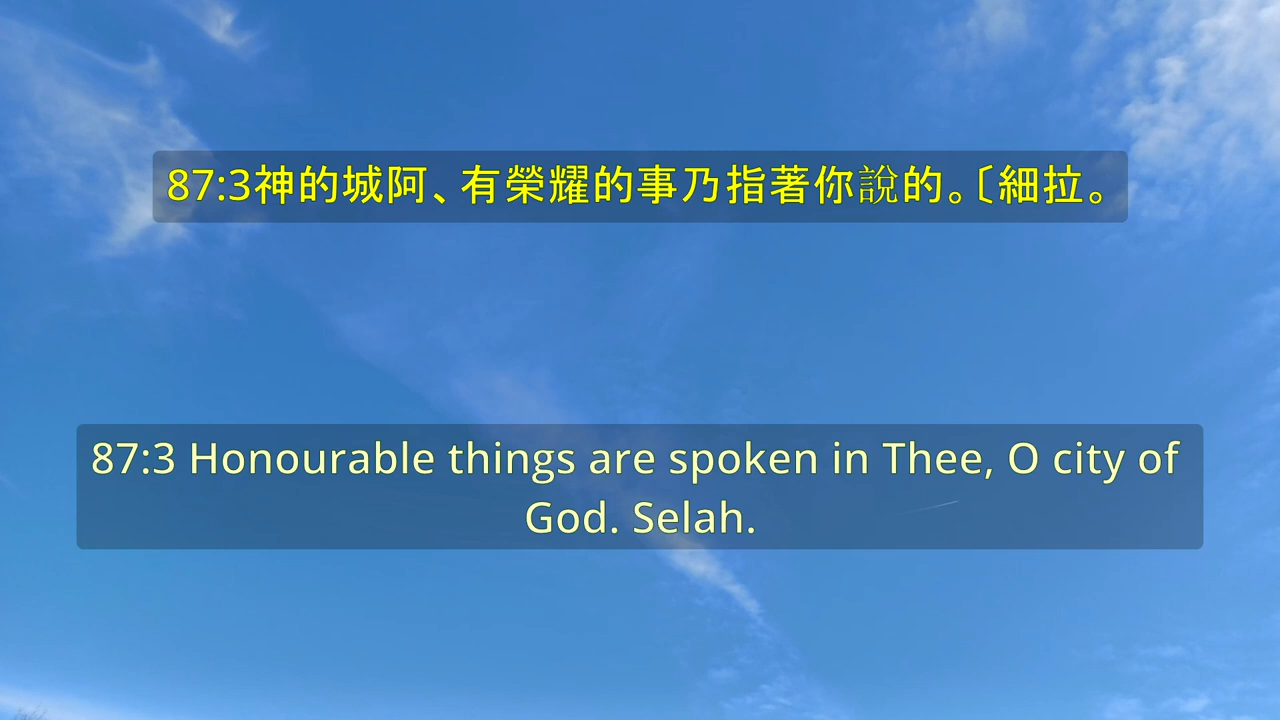 87:3神的城阿、有榮耀的事乃指著你說的。〔細拉。
87:3 Honourable things are spoken in Thee, O city of
God. Selah.